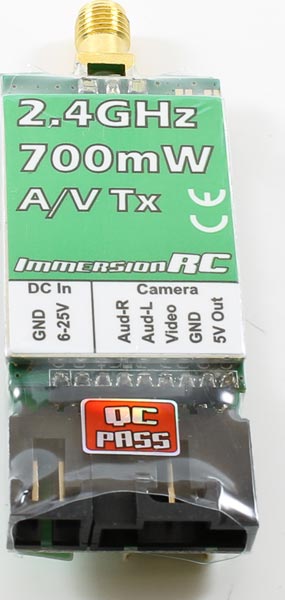 2.4GHz
700mW
A/V Tx
CE
ImmersionRC
DC In
Camera
GND
6-25V
Aud-R
Aud-L
Video
GND
5V Out
QC
PASS